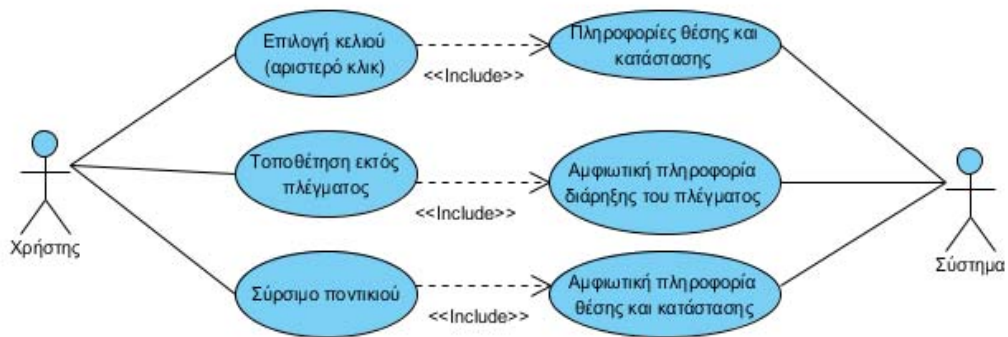 Επιλογή κελιού
(αριστερό κλικ)
<<Include>>
Πληροφορίες θέσης και
κατάστασης
Τοποθέτηση εκτός
πλέγματος
<<Include>>
Αμφιωτική πληροφορία
διάρηξης του πλέγματος
Χρήστης
Σύστημα
Σύρσιμο ποντικιού
<<Include>>
Αμφιωτική πληροφορία
θέσης και κατάστασης